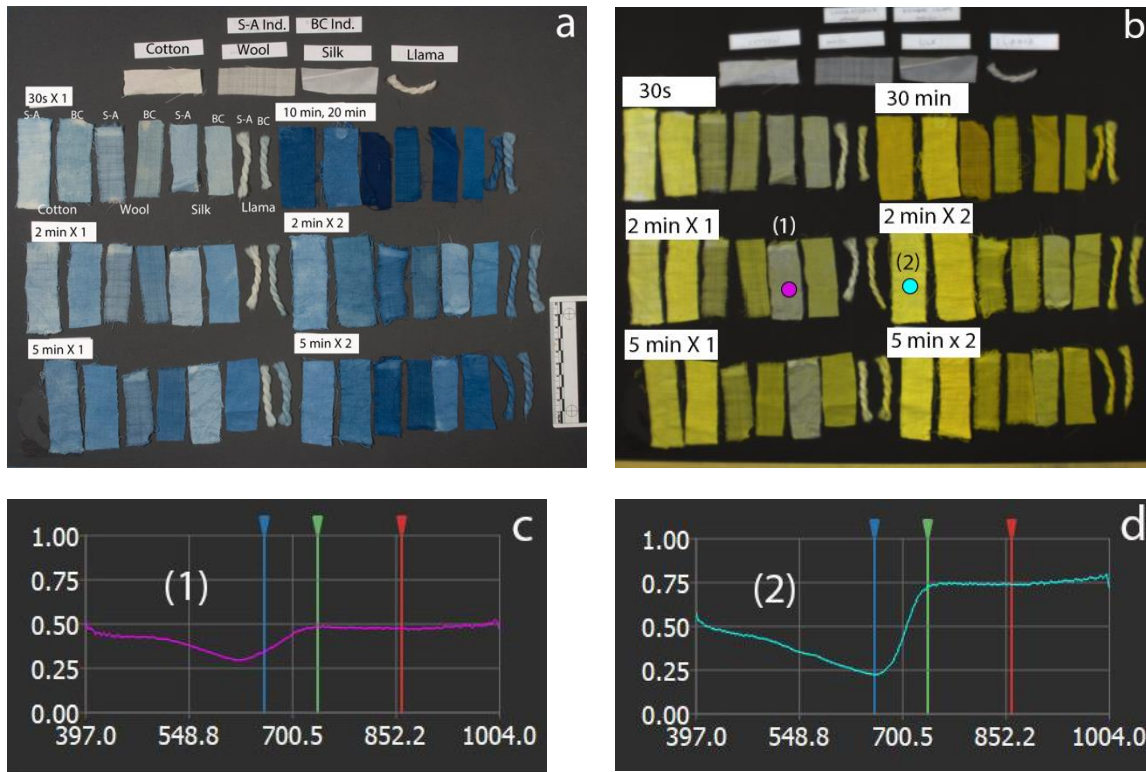 a
S-A Ind. BC Ind.
Cotton Wool Silk Llama
30s X 1
S-A BC S-A BC S-A BC S-A BC
10 min, 20 min
Cotton Wool Silk Llama
2 min X 1
2 min X 2
5 min X 1
5 min X 2
b
30s
30 min
2 min X 1
(1)
2 min X 2
(2)
5 min X 1
5 min x 2
c
1.00
(1)
0.75
0.50
0.25
0.00
397.0 548.8 700.5 852.2 1004.0
d
1.00
(2)
0.75
0.50
0.25
0.00
397.0 548.8 700.5 852.2 1004.0